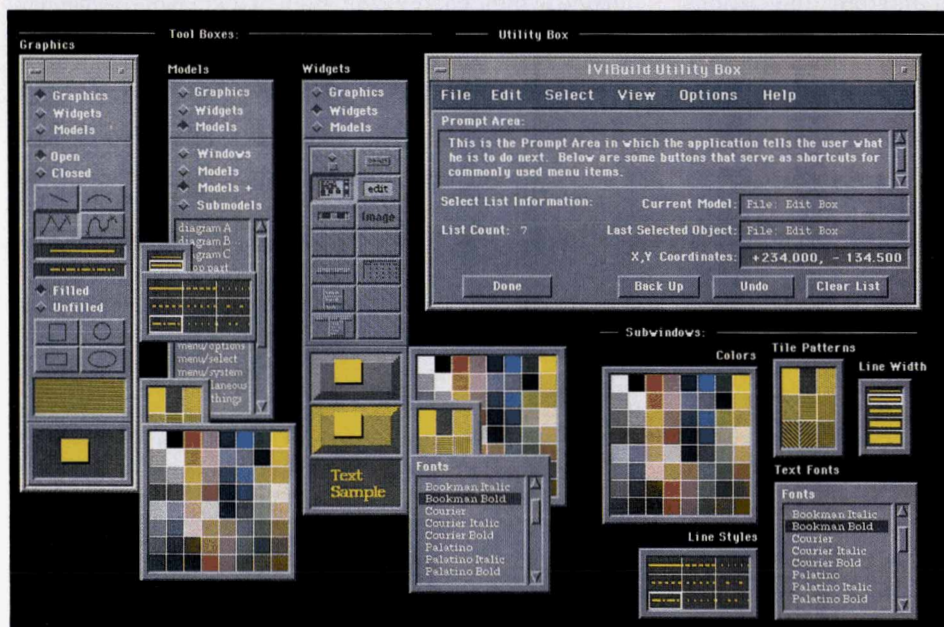 Tool Boxes:
Utility Box
Graphics
Graphics
Widgets
Models
Open
Closed
Filled
Unfilled
Models
Graphics
Widgets
Models
Windows
Models
Models +
Submodels
diagram A
diagram B
diagram C
part
menu/options
menu/select
menu/system
things
Widgets
Graphics
Widgets
Models
edit
Image
Text
Sample
Fonts
Bookman Italic
Bookman Bold
Courier
Courier Italic
Courier Bold
Palatino
Palatino Italic
Palatino Bold
IVIBuild Utility Box
File Edit Select View Options Help
Prompt Area:
This is the Prompt Area in which the application tells the user what
he is to do next. Below are some buttons that serve as shortcuts for
commonly used menu items.
Select List Information:
Current Model: File: Edit Box
List Count: 7
Last Selected Object: File: Edit Box
X,Y Coordinates: +234.000, - 134.500
Done Back Up Undo Clear List
Subwindows:
Colors
Tile Patterns
Line Width
Line Styles
Text Fonts
Fonts
Bookman Italic
Bookman Bold
Courier
Courier Italic
Courier Bold
Palatino
Palatino Italic
Palatino Bold